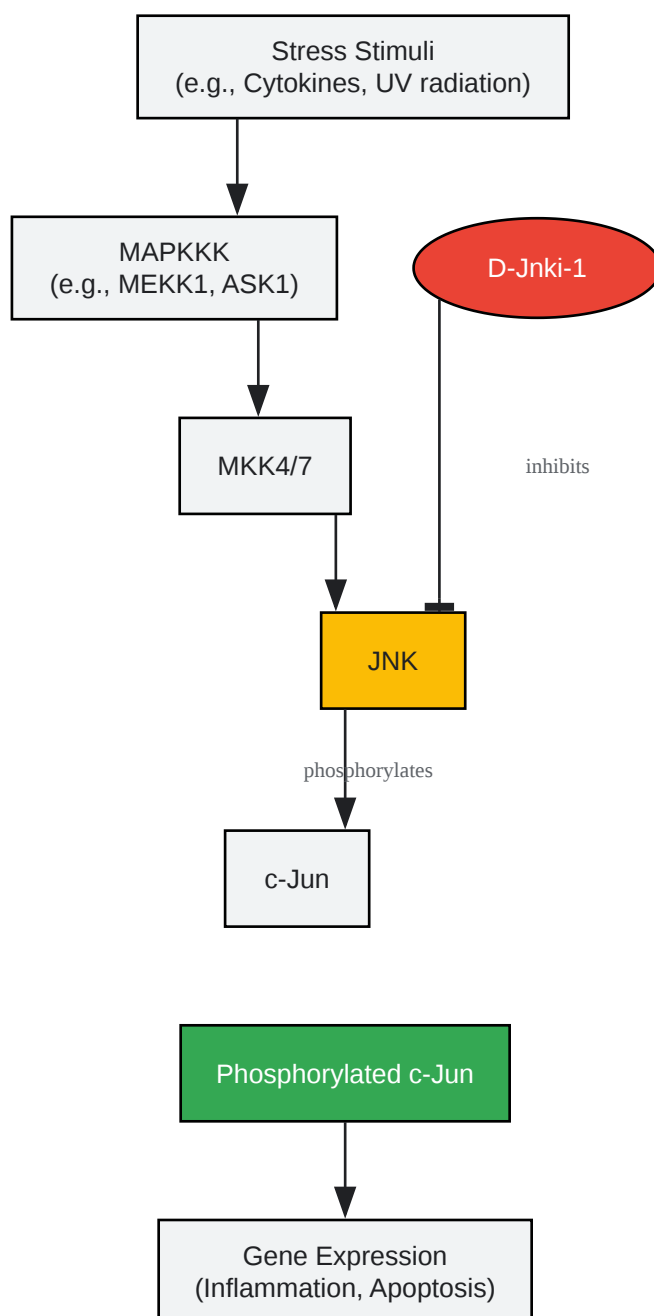 Stress Stimuli
(e.g., Cytokines, UV radiation)
MAPKKK
(e.g., MEKK1, ASK1)
D-Jnki-1
MKK4/7
inhibits
JNK
phosphorylates
c-Jun
Phosphorylated c-Jun
Gene Expression
(Inflammation, Apoptosis)